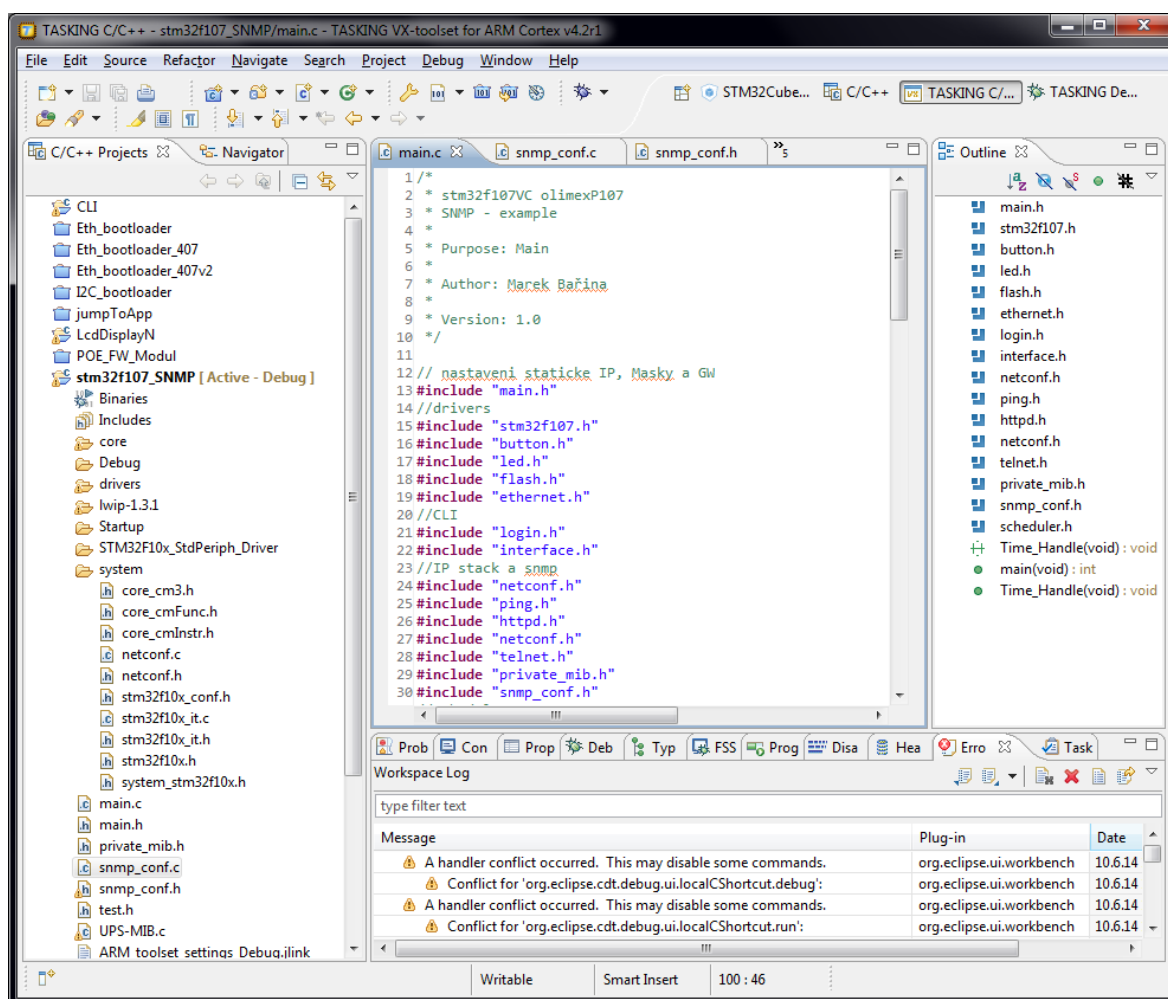 TASKING C/C++ - stm32f107_SNMP/main.c - TASKING VX-toolset for ARM Cortex v4.2r1
File Edit Source Refactor Navigate Search Project Debug Window Help
STM32Cube... C/C++ TASKING C/... TASKING De...
C/C++ Projects Navigator
CLI
Eth_bootloader
Eth_bootloader_407
Eth_bootloader_407v2
I2C_bootloader
jumpToApp
LcdDisplayN
POE_FW_Modul
stm32f107_SNMP [ Active - Debug ]
Binaries
Includes
core
Debug
drivers
lwip-1.3.1
Startup
STM32F10x_StdPeriph_Driver
system
core_cm3.h
core_cmFunc.h
core_cmInstr.h
netconf.c
netconf.h
stm32f10x_conf.h
stm32f10x_it.c
stm32f10x_it.h
stm32f10x.h
system_stm32f10x.h
main.c
main.h
private_mib.h
snmp_conf.c
snmp_conf.h
test.h
UPS-MIB.c
ARM toolset settings Debug.jlink
main.c snmp_conf.c snmp_conf.h »5
1 /*
2 * stm32f107VC olimexP107
3 * SNMP - example
4 *
5 * Purpose: Main
6 *
7 * Author: Marek Bařina
8 *
9 * Version: 1.0
10 */
11
12 // nastaveni staticke IP, Masky a GW
13 #include "main.h"
14 //drivers
15 #include "stm32f107.h"
16 #include "button.h"
17 #include "led.h"
18 #include "flash.h"
19 #include "ethernet.h"
20 //CLI
21 #include "login.h"
22 #include "interface.h"
23 //IP stack a snmp
24 #include "netconf.h"
25 #include "ping.h"
26 #include "httpd.h"
27 #include "netconf.h"
28 #include "telnet.h"
29 #include "private_mib.h"
30 #include "snmp_conf.h"
Outline
main.h
stm32f107.h
button.h
led.h
flash.h
ethernet.h
login.h
interface.h
netconf.h
ping.h
httpd.h
netconf.h
telnet.h
private_mib.h
snmp_conf.h
scheduler.h
Time_Handle(void) : void
main(void) : int
Time_Handle(void) : void
Prob Con Prop Deb Typ FSS Prog Disa Hea Erro Task
Workspace Log
type filter text
Message Plug-in Date
A handler conflict occurred. This may disable some commands. org.eclipse.ui.workbench 10.6.14
Conflict for 'org.eclipse.cdt.debug.ui.localCShortcut.debug': org.eclipse.ui.workbench 10.6.14
A handler conflict occurred. This may disable some commands. org.eclipse.ui.workbench 10.6.14
Conflict for 'org.eclipse.cdt.debug.ui.localCShortcut.run': org.eclipse.ui.workbench 10.6.14
Writable Smart Insert 100 : 46